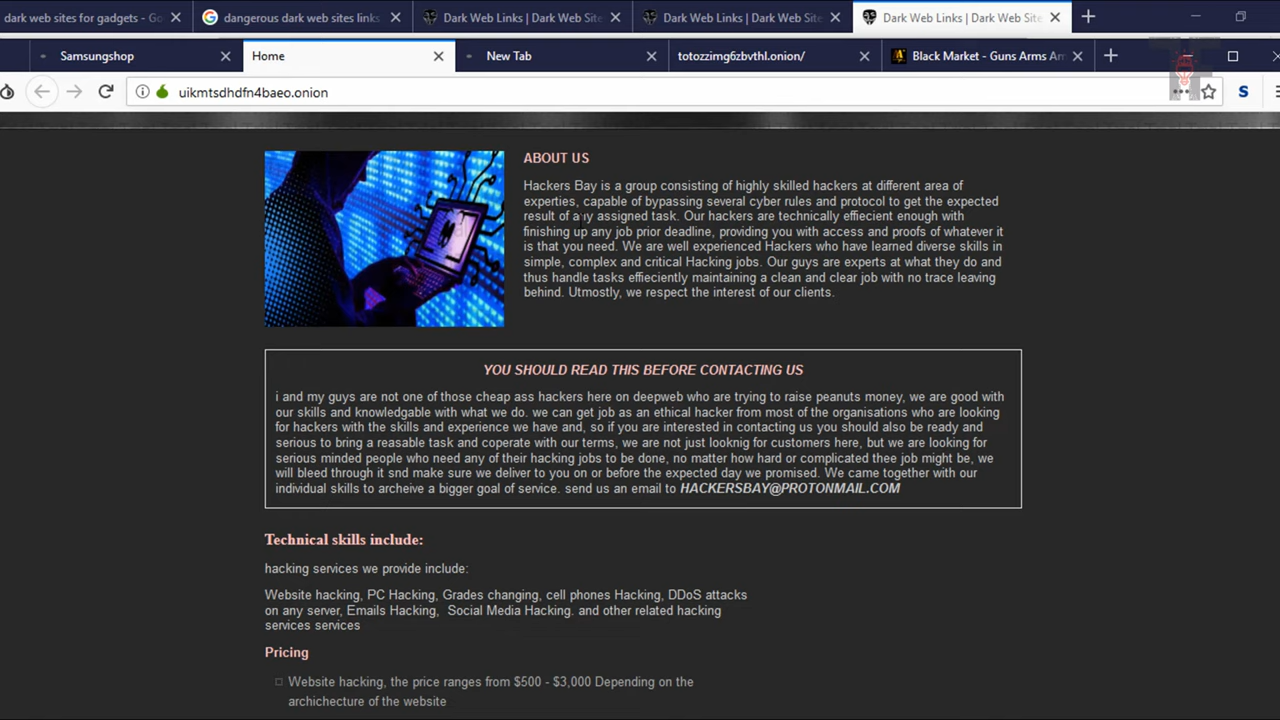 dark web sites for gadgets - Go
dangerous dark web sites links
Dark Web Links | Dark Web Site
Dark Web Links | Dark Web Site
Dark Web Links | Dark Web Site
Samsungshop
Home
New Tab
totozzimg6zbvthl.onion/
Black Market - Guns Arms Am
uikmtsdhdfn4baeo.onion
S
ABOUT US
Hackers Bay is a group consisting of highly skilled hackers at different area of
experties, capable of bypassing several cyber rules and protocol to get the expected
result of any assigned task. Our hackers are technically effiecient enough with
finishing up any job prior deadline, providing you with access and proofs of whatever it
is that you need. We are well experienced Hackers who have learned diverse skills in
simple, complex and critical Hacking jobs. Our guys are experts at what they do and
thus handle tasks effeciently maintaining a clean and clear job with no trace leaving
behind. Utmostly, we respect the interest of our clients.
YOU SHOULD READ THIS BEFORE CONTACTING US
i and my guys are not one of those cheap ass hackers here on deepweb who are trying to raise peanuts money, we are good with
our skills and knowledgable with what we do. we can get job as an ethical hacker from most of the organisations who are looking
for hackers with the skills and experience we have and, so if you are interested in contacting us you should also be ready and
serious to bring a reasable task and coperate with our terms, we are not just looknig for customers here, but we are looking for
serious minded people who need any of their hacking jobs to be done, no matter how hard or complicated thee job might be, we
will bleed through it snd make sure we deliver to you on or before the expected day we promised. We came together with our
individual skills to archeive a bigger goal of service. send us an email to HACKERSBAY@PROTONMAIL.COM
Technical skills include:
hacking services we provide include:
Website hacking, PC Hacking, Grades changing, cell phones Hacking, DDoS attacks
on any server, Emails Hacking, Social Media Hacking. and other related hacking
services services
Pricing
Website hacking, the price ranges from $500 - $3,000 Depending on the
archichecture of the website